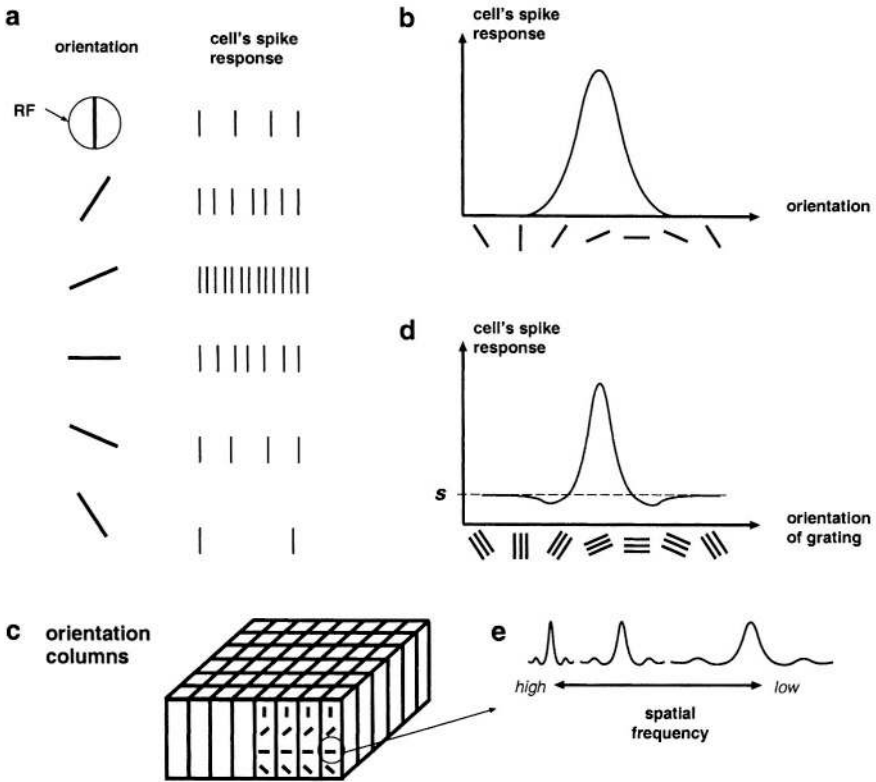 a
orientation
cell's spike
response
RF
b
cell's spike
response
orientation
d
cell's spike
response
s
orientation
of grating
c
orientation
columns
e
high
low
spatial
frequency